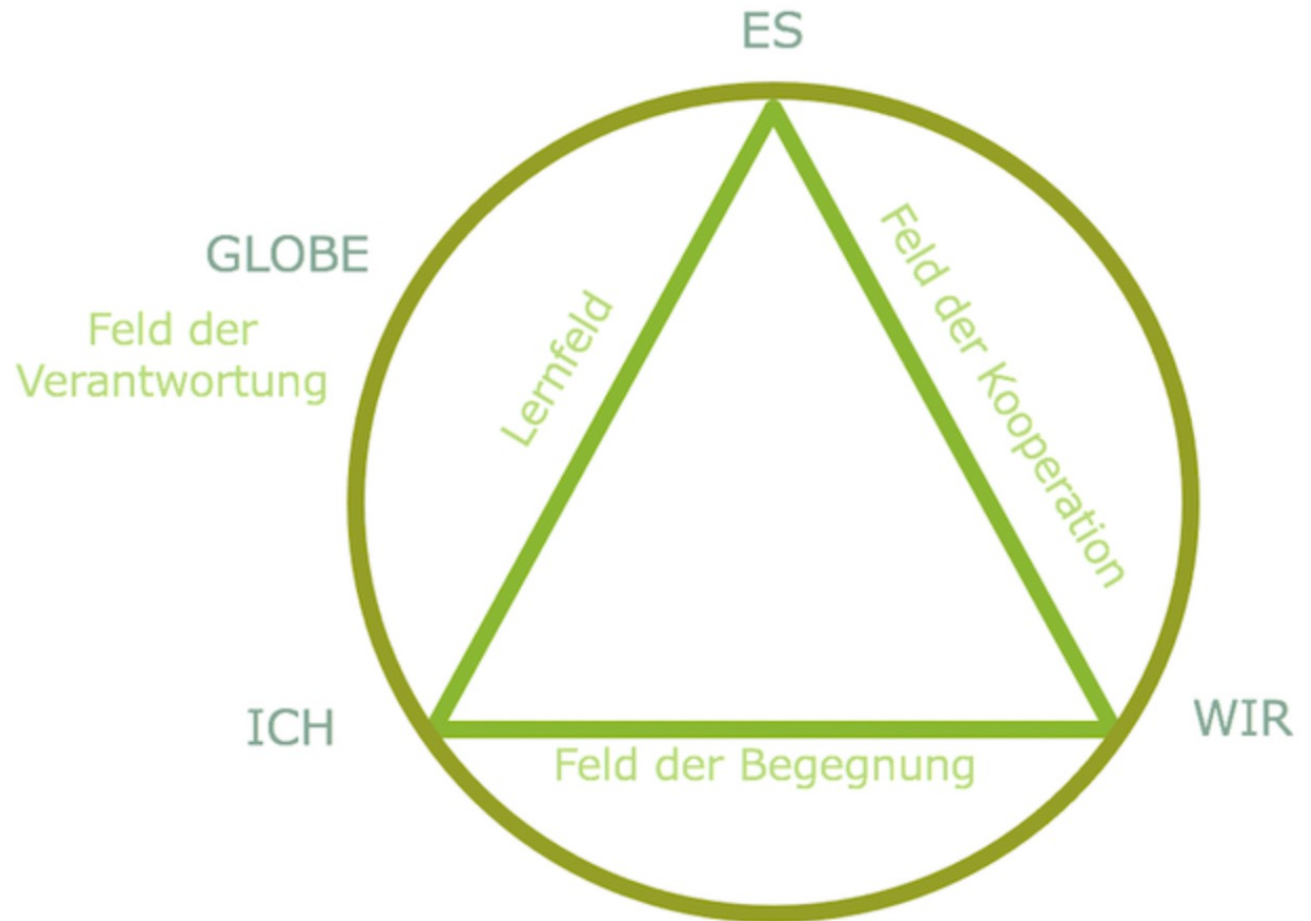 ES
GLOBE
Feld der
Verantwortung
Lernfeld
Feld der Kooperation
ICH
WIR
Feld der Begegnung